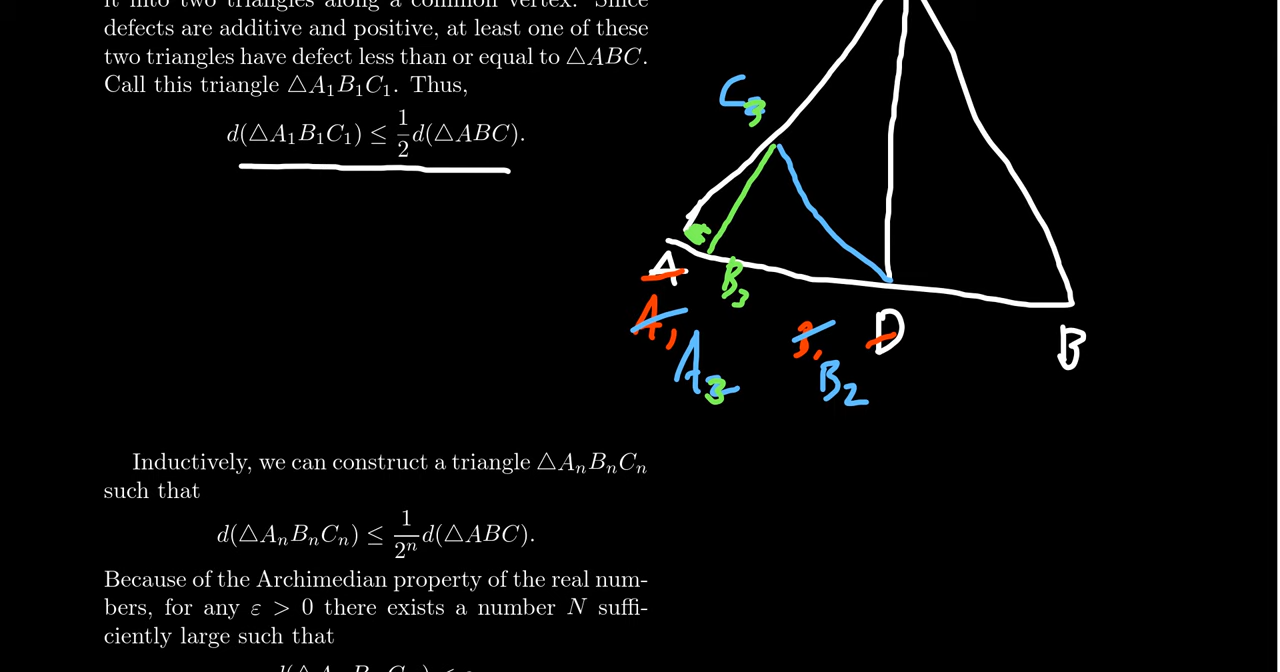 it into two triangles along a common vertex. Since
defects are additive and positive, at least one of these
two triangles have defect less than or equal to △ABC.
Call this triangle △A₁B₁C₁. Thus,
d(△A₁B₁C₁) ≤ 1/2 d(△ABC).
Inductively, we can construct a triangle △AₙBₙCₙ
such that
d(△AₙBₙCₙ) ≤ 1/2ⁿ d(△ABC).
Because of the Archimedian property of the real num-
bers, for any ε > 0 there exists a number N suffi-
ciently large such that
C₃
A
B₃
D
B
A₁
B₁
A₃
B₂